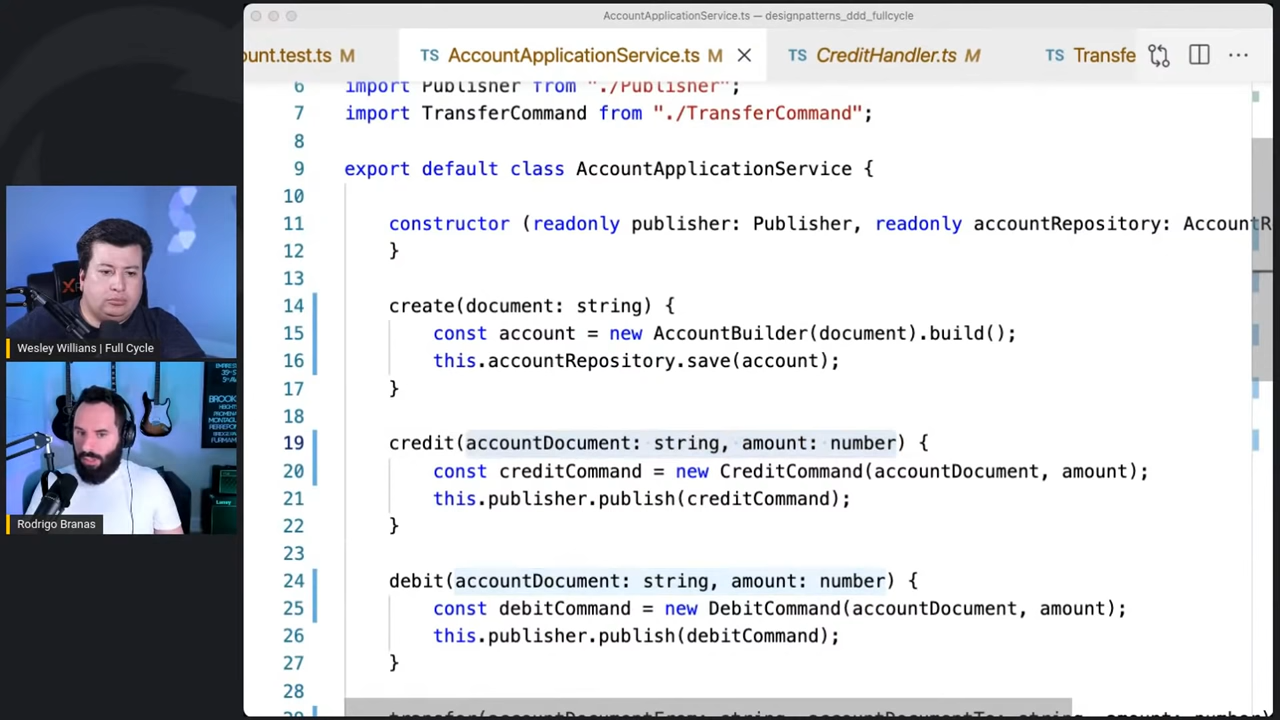 AccountApplicationService.ts — designpatterns_ddd_fullcycle
ount.test.ts M
TS AccountApplicationService.ts M
TS CreditHandler.ts M
TS Transfe
6 import Publisher from "./Publisher";
7 import TransferCommand from "./TransferCommand";
8
9 export default class AccountApplicationService {
10
11 constructor (readonly publisher: Publisher, readonly accountRepository: AccountR
12 }
13
14 create(document: string) {
15 const account = new AccountBuilder(document).build();
16 this.accountRepository.save(account);
17 }
18
19 credit(accountDocument: string, amount: number) {
20 const creditCommand = new CreditCommand(accountDocument, amount);
21 this.publisher.publish(creditCommand);
22 }
23
24 debit(accountDocument: string, amount: number) {
25 const debitCommand = new DebitCommand(accountDocument, amount);
26 this.publisher.publish(debitCommand);
27 }
28
Wesley Willians | Full Cycle
BROOK
HEIGHTS
Rodrigo Branas